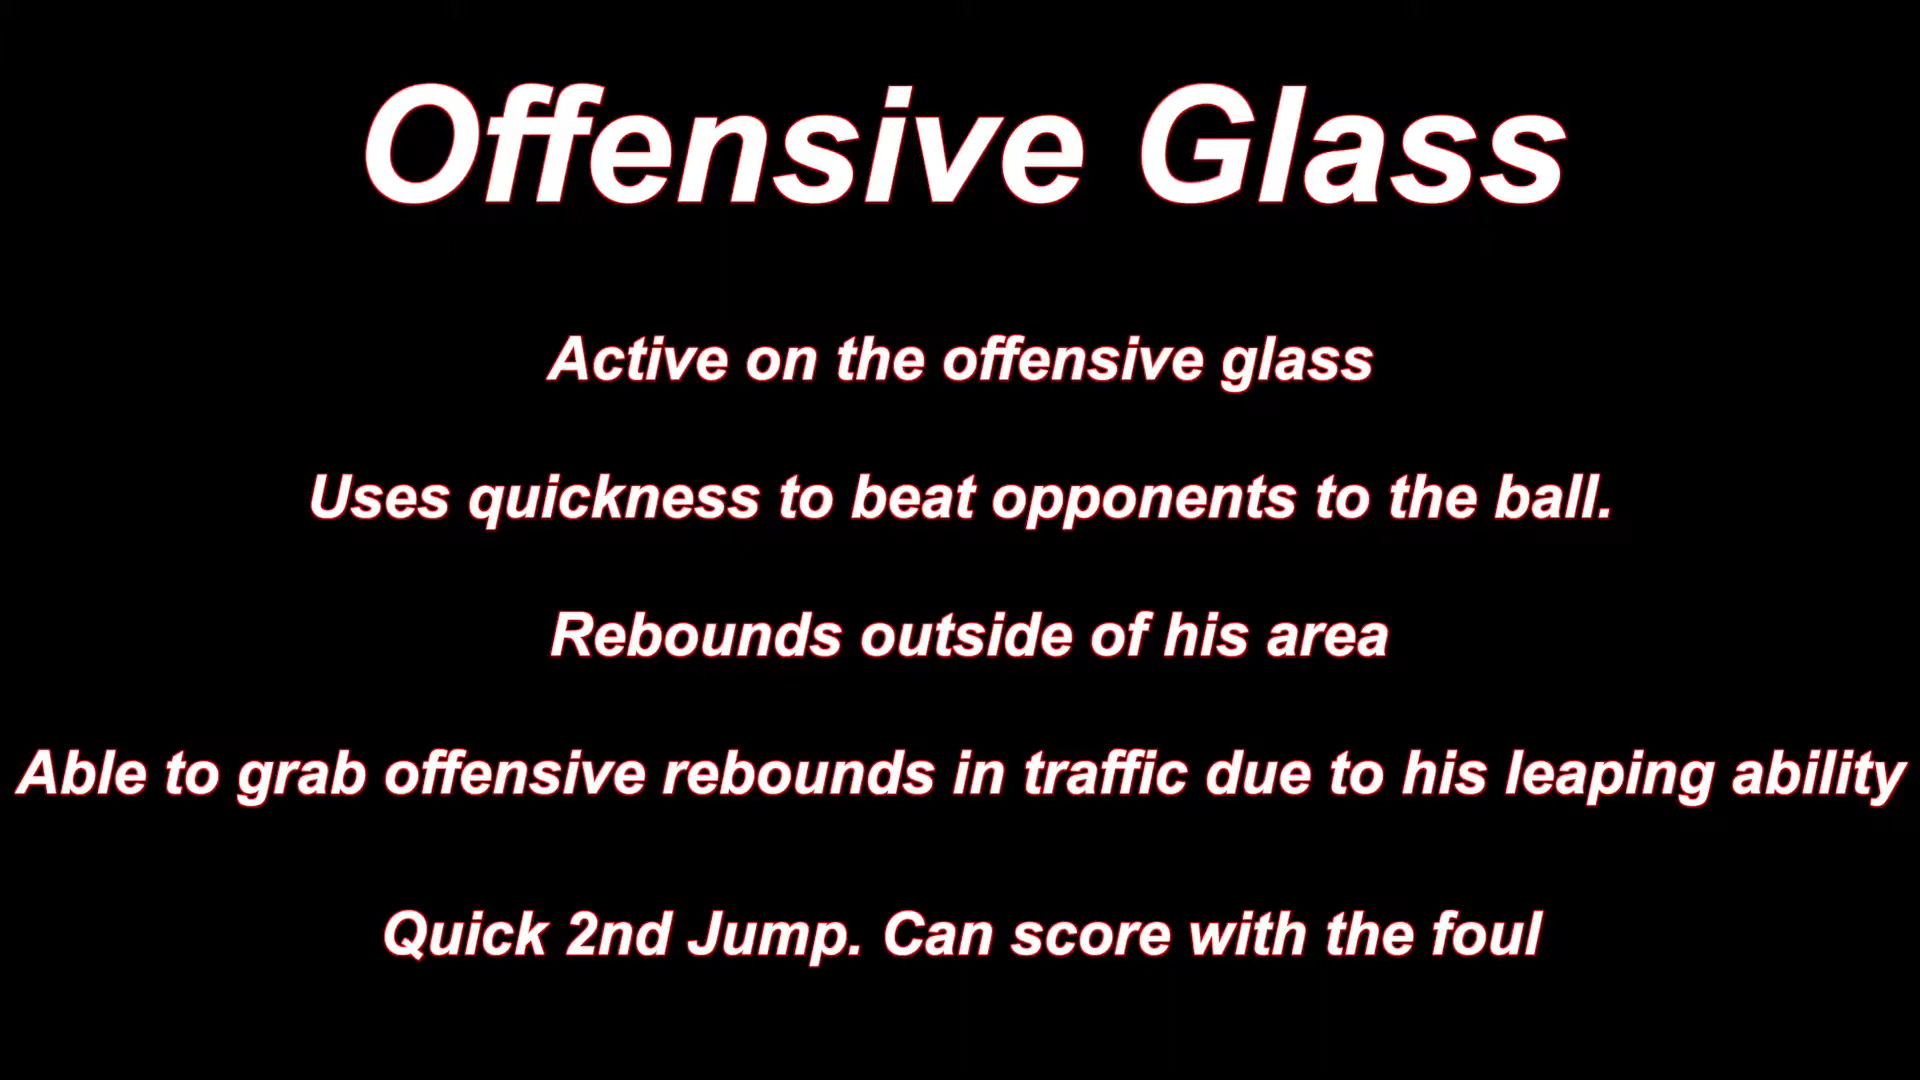 Offensive Glass
Active on the offensive glass
Uses quickness to beat opponents to the ball.
Rebounds outside of his area
Able to grab offensive rebounds in traffic due to his leaping ability
Quick 2nd Jump. Can score with the foul